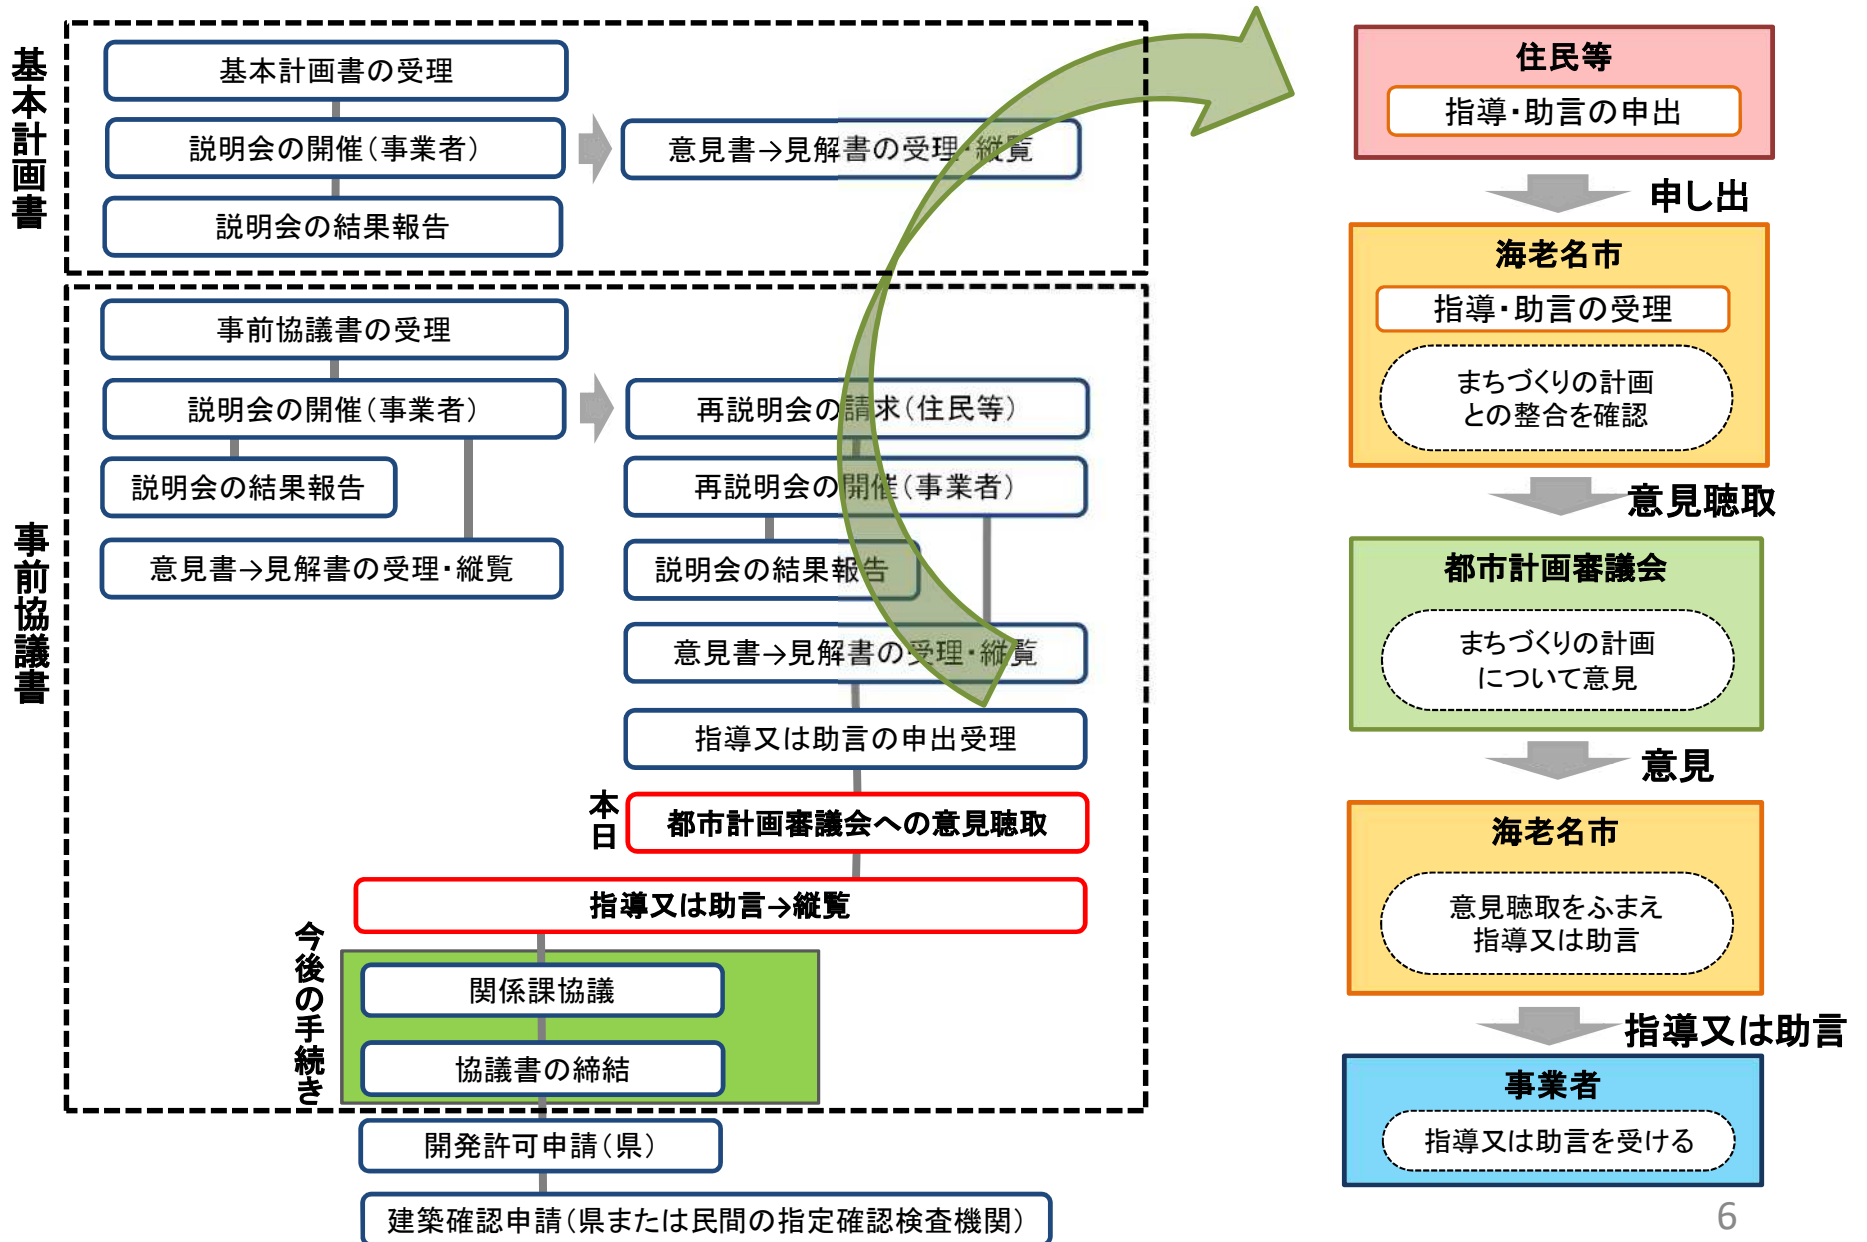 基本計画書
基本計画書の受理
説明会の開催（事業者）
意見書→見解書の受理・縦覧
説明会の結果報告
事前協議書
事前協議書の受理
説明会の開催（事業者）
再説明会の請求（住民等）
説明会の結果報告
再説明会の開催（事業者）
意見書→見解書の受理・縦覧
説明会の結果報告
意見書→見解書の受理・縦覧
指導又は助言の申出受理
本日
都市計画審議会への意見聴取
指導又は助言→縦覧
今後の手続き
関係課協議
協議書の締結
開発許可申請（県）
建築確認申請（県または民間の指定確認検査機関）
住民等
指導・助言の申出
申し出
海老名市
指導・助言の受理
まちづくりの計画
との整合を確認
意見聴取
都市計画審議会
まちづくりの計画
について意見
意見
海老名市
意見聴取をふまえ
指導又は助言
指導又は助言
事業者
指導又は助言を受ける
6